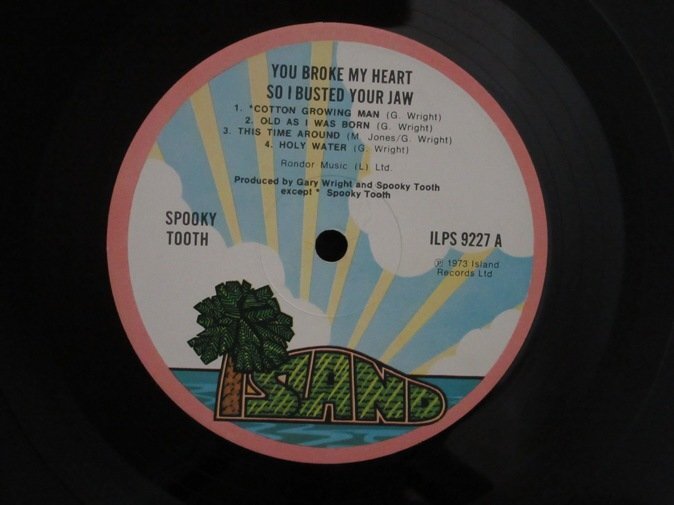 YOU BROKE MY HEART
SO I BUSTED YOUR JAW
1. *COTTON GROWING MAN (G. Wright)
2. OLD AS I WAS BORN (G. Wright)
3. THIS TIME AROUND (M. Jones/G. Wright)
4. HOLY WATER (G. Wright)
Rondor Music (L) Ltd.
Produced by Gary Wright and Spooky Tooth
except * Spooky Tooth
SPOOKY
TOOTH
ILPS 9227 A
℗ 1973 Island
Records Ltd
ISLAND